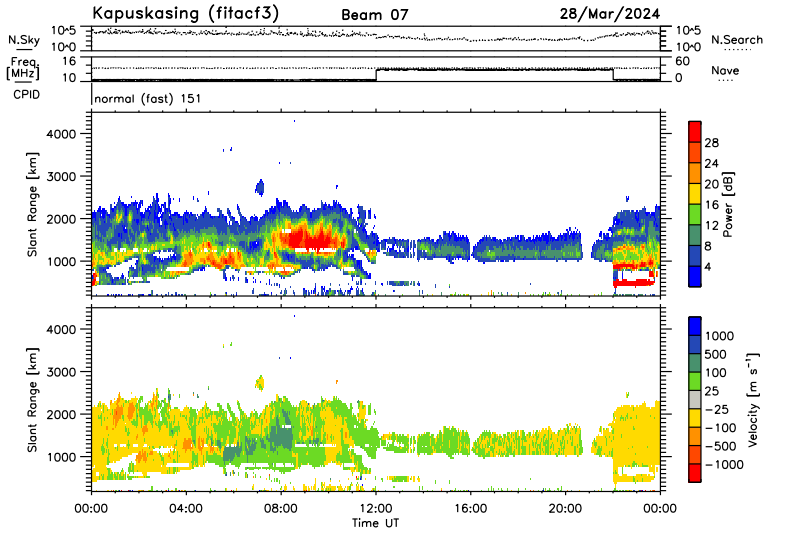 Kapuskasing (fitacf3) Beam 07 28/Mar/2024
N.Sky 10^5 10^0 10^5 10^0 N.Search
Freq. [MHz] 16 10 60 0 Nave
CPID normal (fast) 151
Slant Range [km] 4000 3000 2000 1000
Power [dB] 28 24 20 16 12 8 4
Slant Range [km] 4000 3000 2000 1000
Velocity [m s⁻¹] 1000 500 100 25 −25 −100 −500 −1000
00:00 04:00 08:00 12:00 16:00 20:00 00:00
Time UT